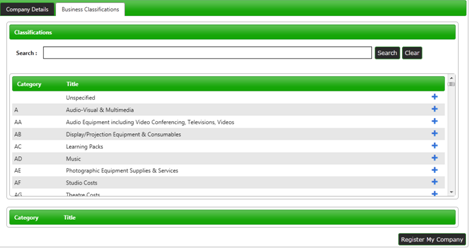 Company Details Business Classifications
Classifications
Search : Search Clear
Category Title
Unspecified
A Audio-Visual & Multimedia
AA Audio Equipment including Video Conferencing, Televisions, Videos
AB Display/Projection Equipment & Consumables
AC Learning Packs
AD Music
AE Photographic Equipment Supplies & Services
AF Studio Costs
AG Theatre Costs
Category Title
Register My Company